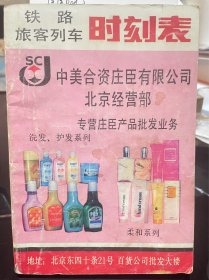 铁路
旅客列车
时刻表
SC
中美合资庄臣有限公司
北京经营部
专营庄臣产品批发业务
洗发、护发系列
柔和系列
地址: 北京东四十条21号 百货公司批发大楼